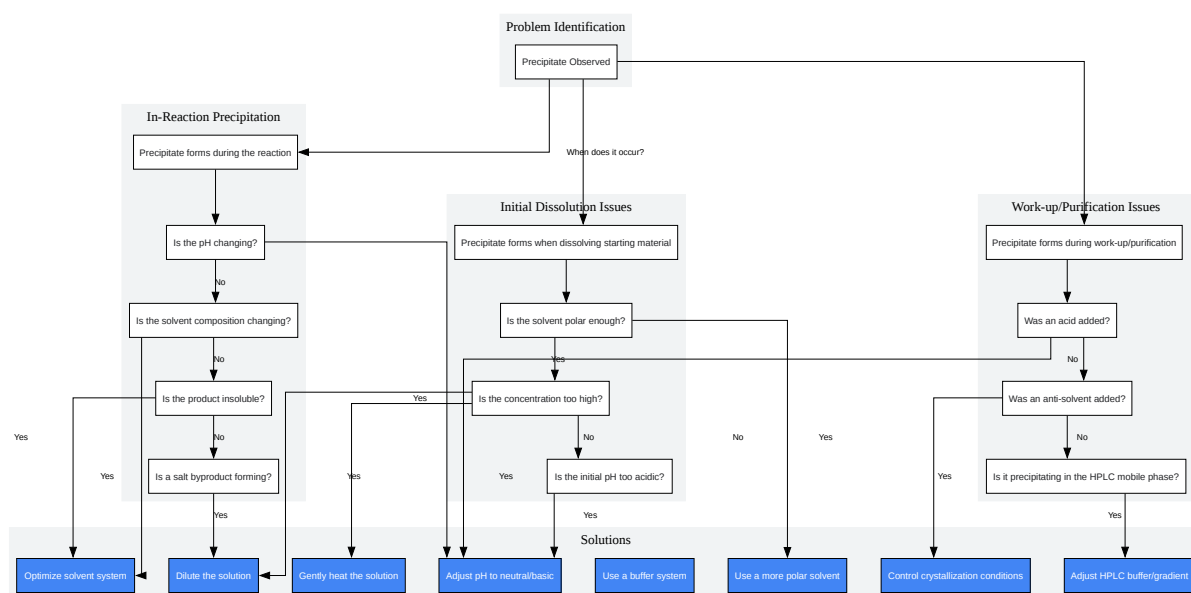 Problem Identification
Precipitate Observed
In-Reaction Precipitation
Precipitate forms during the reaction
When does it occur?
Initial Dissolution Issues
Work-up/Purification Issues
Is the pH changing?
Precipitate forms when dissolving starting material
Precipitate forms during work-up/purification
No
Is the solvent composition changing?
Is the solvent polar enough?
Was an acid added?
No
Yes
No
Is the product insoluble?
Yes
Is the concentration too high?
Was an anti-solvent added?
Yes
No
No
No
Yes
No
Yes
Is a salt byproduct forming?
Yes
Yes
Is the initial pH too acidic?
Yes
Is it precipitating in the HPLC mobile phase?
Yes
Yes
Yes
Solutions
Optimize solvent system
Dilute the solution
Gently heat the solution
Adjust pH to neutral/basic
Use a buffer system
Use a more polar solvent
Control crystallization conditions
Adjust HPLC buffer/gradient